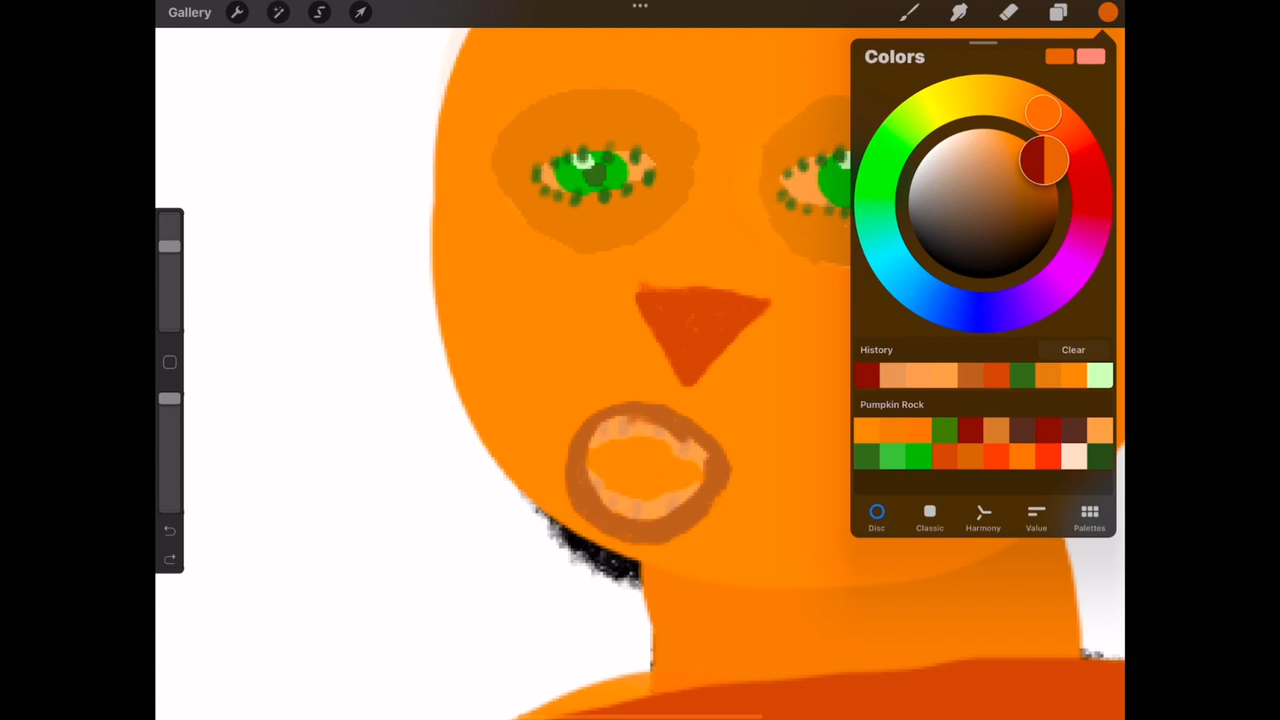 Gallery
Colors
History
Clear
Pumpkin Rock
Disc
Classic
Harmony
Value
Palettes